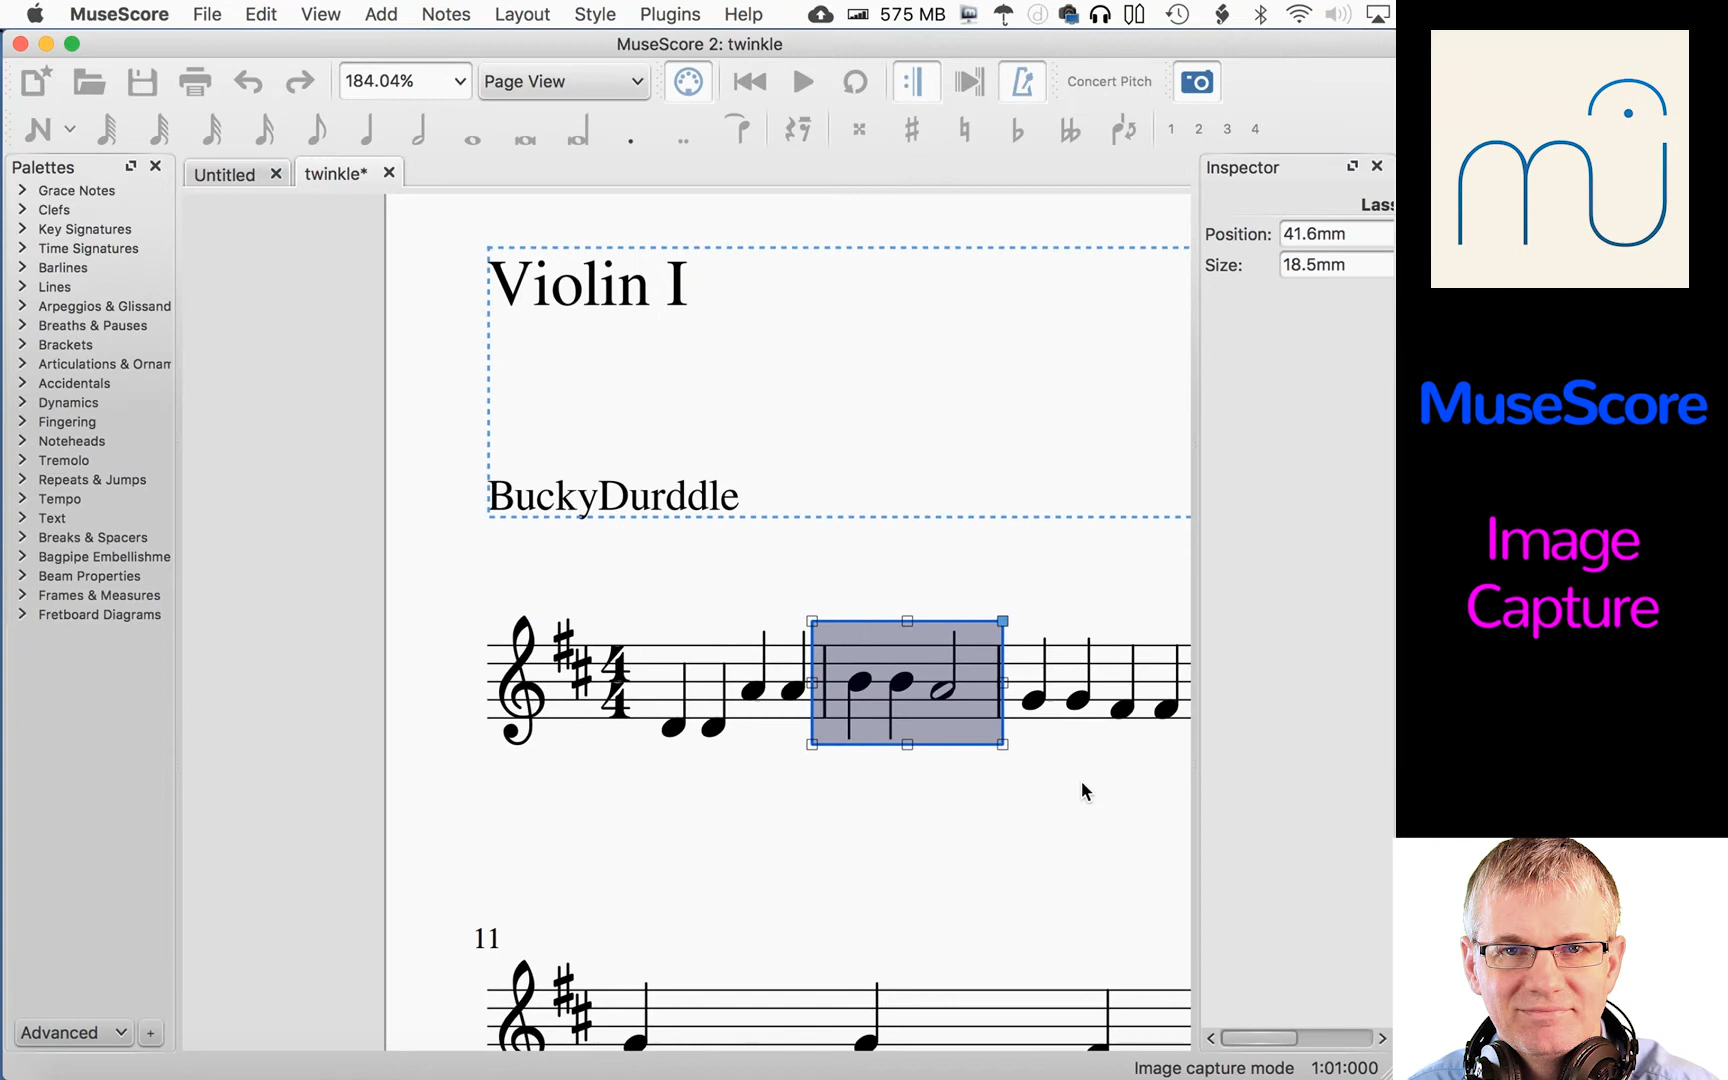 MuseScore File Edit View Add Notes Layout Style Plugins Help 575 MB
MuseScore 2: twinkle
184.04% Page View Concert Pitch
1 2 3 4
Palettes
Grace Notes
Clefs
Key Signatures
Time Signatures
Barlines
Lines
Arpeggios & Glissand
Breaths & Pauses
Brackets
Articulations & Ornam
Accidentals
Dynamics
Fingering
Noteheads
Tremolo
Repeats & Jumps
Tempo
Text
Breaks & Spacers
Bagpipe Embellishme
Beam Properties
Frames & Measures
Fretboard Diagrams
Advanced +
Untitled twinkle*
Violin I
BuckyDurddle
4
4
11
Inspector
Lass
Position: 41.6mm
Size: 18.5mm
Image capture mode 1:01:000
mu
MuseScore
Image
Capture